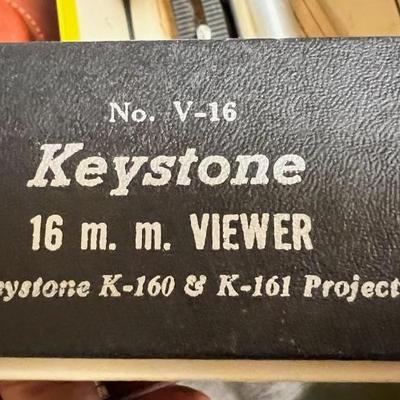 No. V-16
Keystone
16 m. m. VIEWER
eystone K-160 & K-161 Project